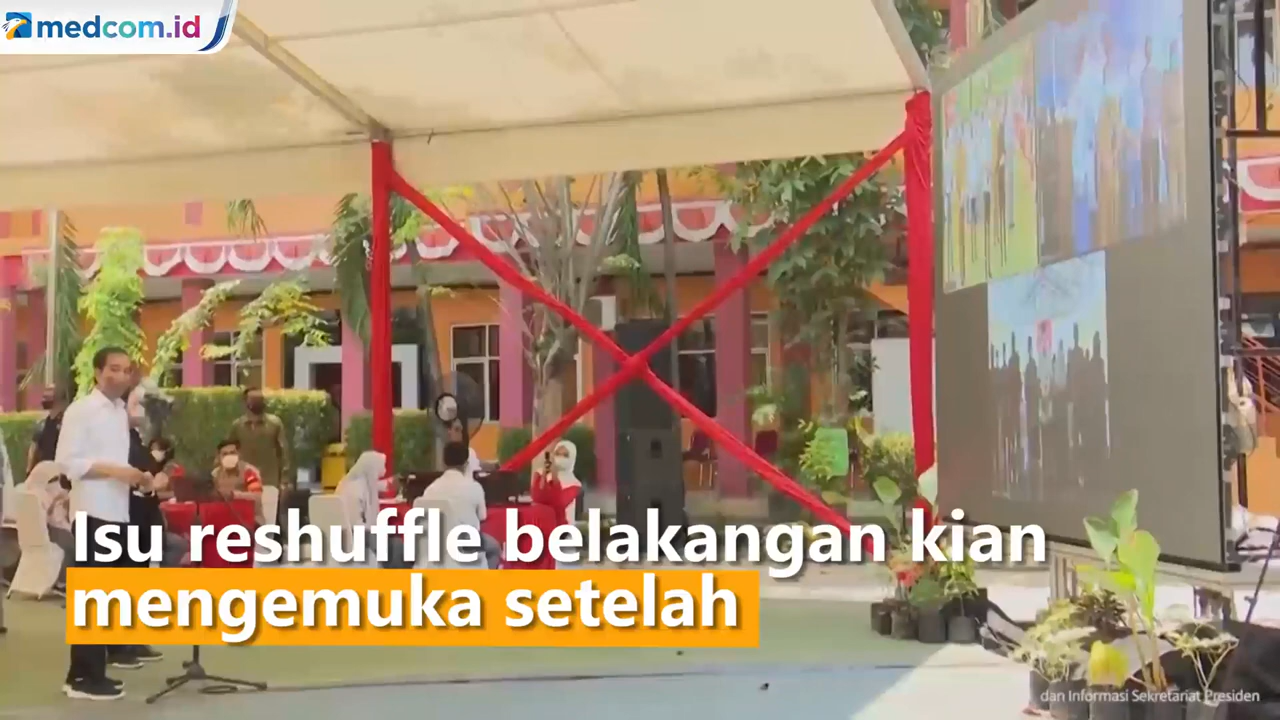 medcom.id
Isu reshuffle belakangan kian
mengemuka setelah
dan Informasi Sekretariat Presiden